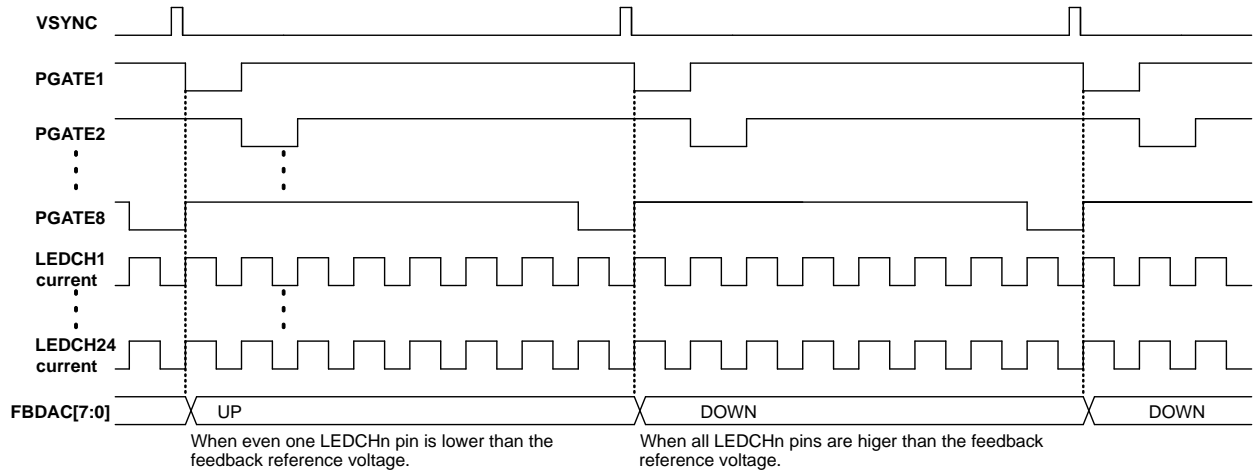 VSYNC
PGATE1
PGATE2
PGATE8
LEDCH1
current
LEDCH24
current
FBDAC[7:0]
UP
DOWN
DOWN
When even one LEDCHn pin is lower than the
feedback reference voltage.
When all LEDCHn pins are higer than the feedback
reference voltage.